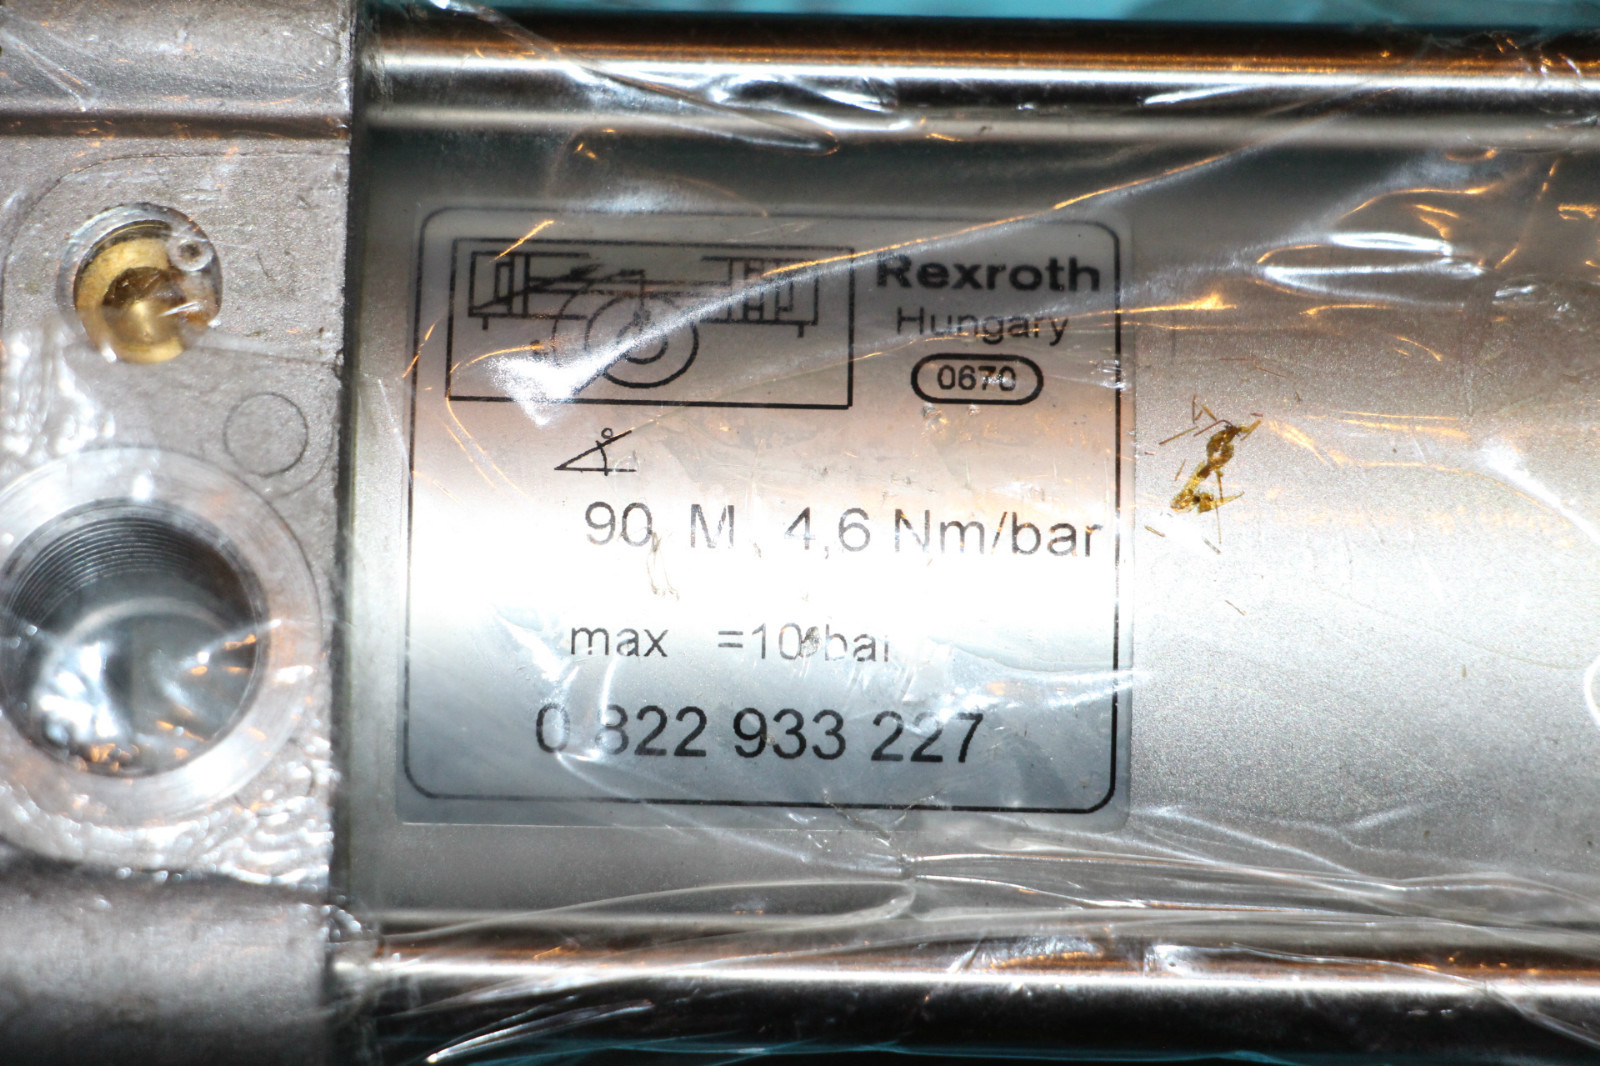 Rexroth
Hungary
0670
90 M 4,6 Nm/bar
max =10 bar
0 822 933 227